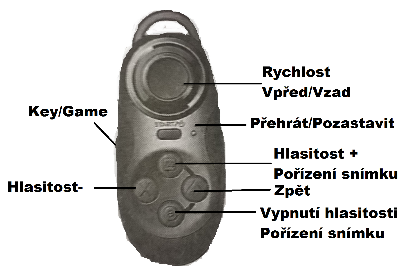 Rychlost
Vpřed/Vzad
Key/Game
Přehrát/Pozastavit
Hlasitost +
Pořízení snímku
Hlasitost-
Zpět
Vypnutí hlasitosti
Pořízení snímku